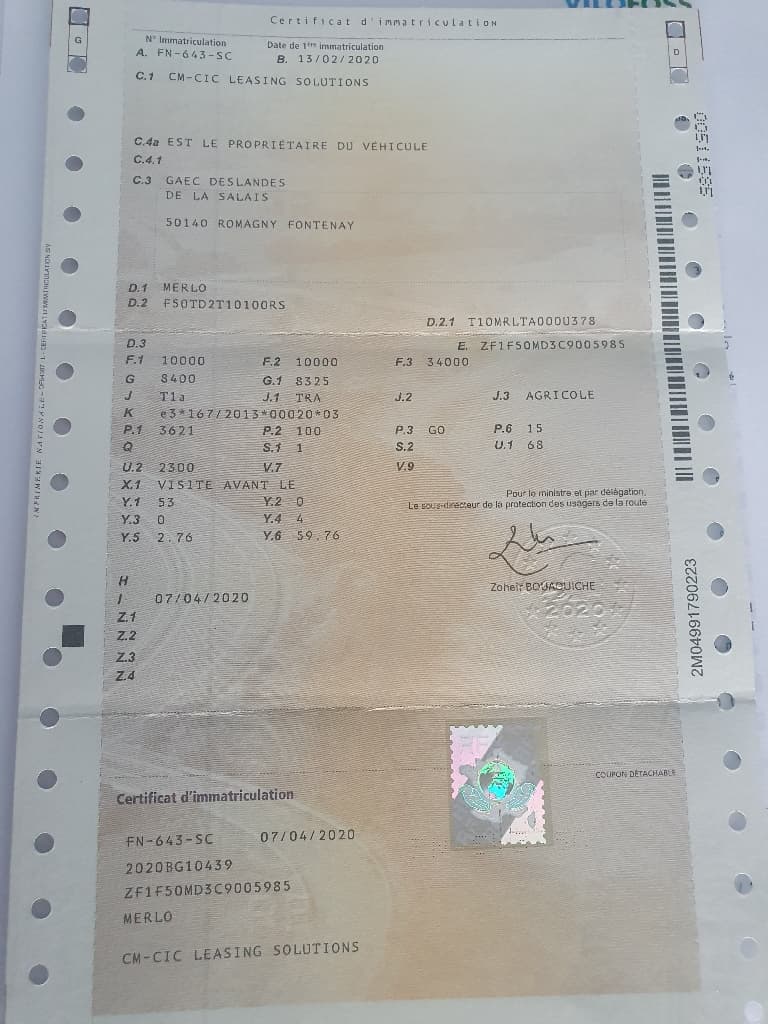 VILOFOSS
Certificat d'immatriculation
G
D
N° Immatriculation Date de 1ère immatriculation
A. FN-643-SC B. 13/02/2020
C.1 CM-CIC LEASING SOLUTIONS
C.4a EST LE PROPRIÉTAIRE DU VÉHICULE
C.4.1
C.3 GAEC DESLANDES
DE LA SALAIS
50140 ROMAGNY FONTENAY
D.1 MERLO
D.2 F50TD2T10100RS
D.2.1 T10MRLTA000U378
D.3 E. ZF1F50MD3C9005985
F.1 10000 F.2 10000 F.3 34000
G 8400 G.1 8325
J T1a J.1 TRA J.2 J.3 AGRICOLE
K e3*167/2013*00020*03
P.1 3621 P.2 100 P.3 GO P.6 15
Q S.1 1 S.2 U.1 68
U.2 2300 V.7 V.9
X.1 VISITE AVANT LE
Y.1 53 Y.2 0
Y.3 0 Y.4 4
Y.5 2.76 Y.6 59.76
Pour le ministre et par délégation,
Le sous-directeur de la protection des usagers de la route
Zoheir BOUAOUICHE
2020
H
I 07/04/2020
Z.1
Z.2
Z.3
Z.4
2M04991790223
COUPON DÉTACHABLE
Certificat d'immatriculation
FN-643-SC 07/04/2020
2020BG10439
ZF1F50MD3C9005985
MERLO
CM-CIC LEASING SOLUTIONS